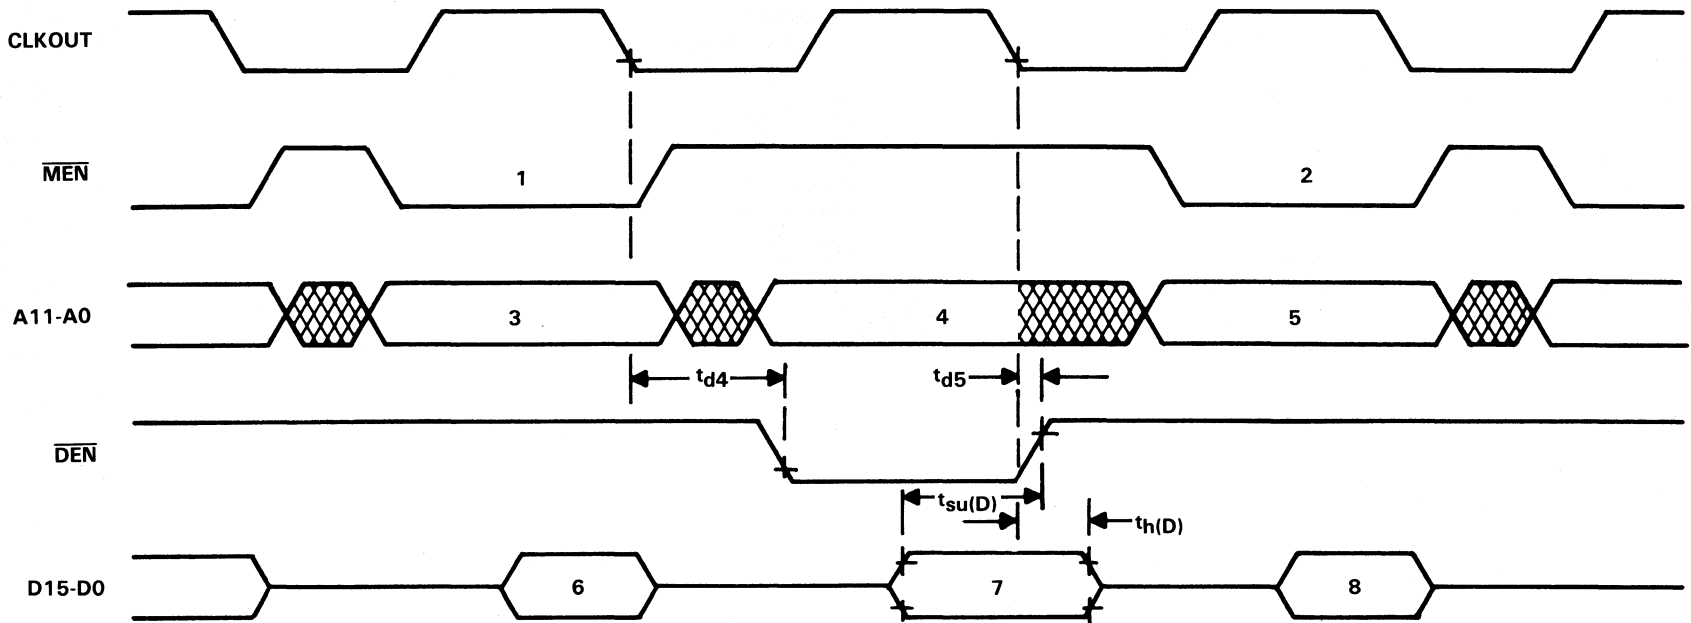 CLKOUT
MEN
1
2
A11-A0
3
4
5
td4
td5
DEN
tsu(D)
th(D)
D15-D0
6
7
8